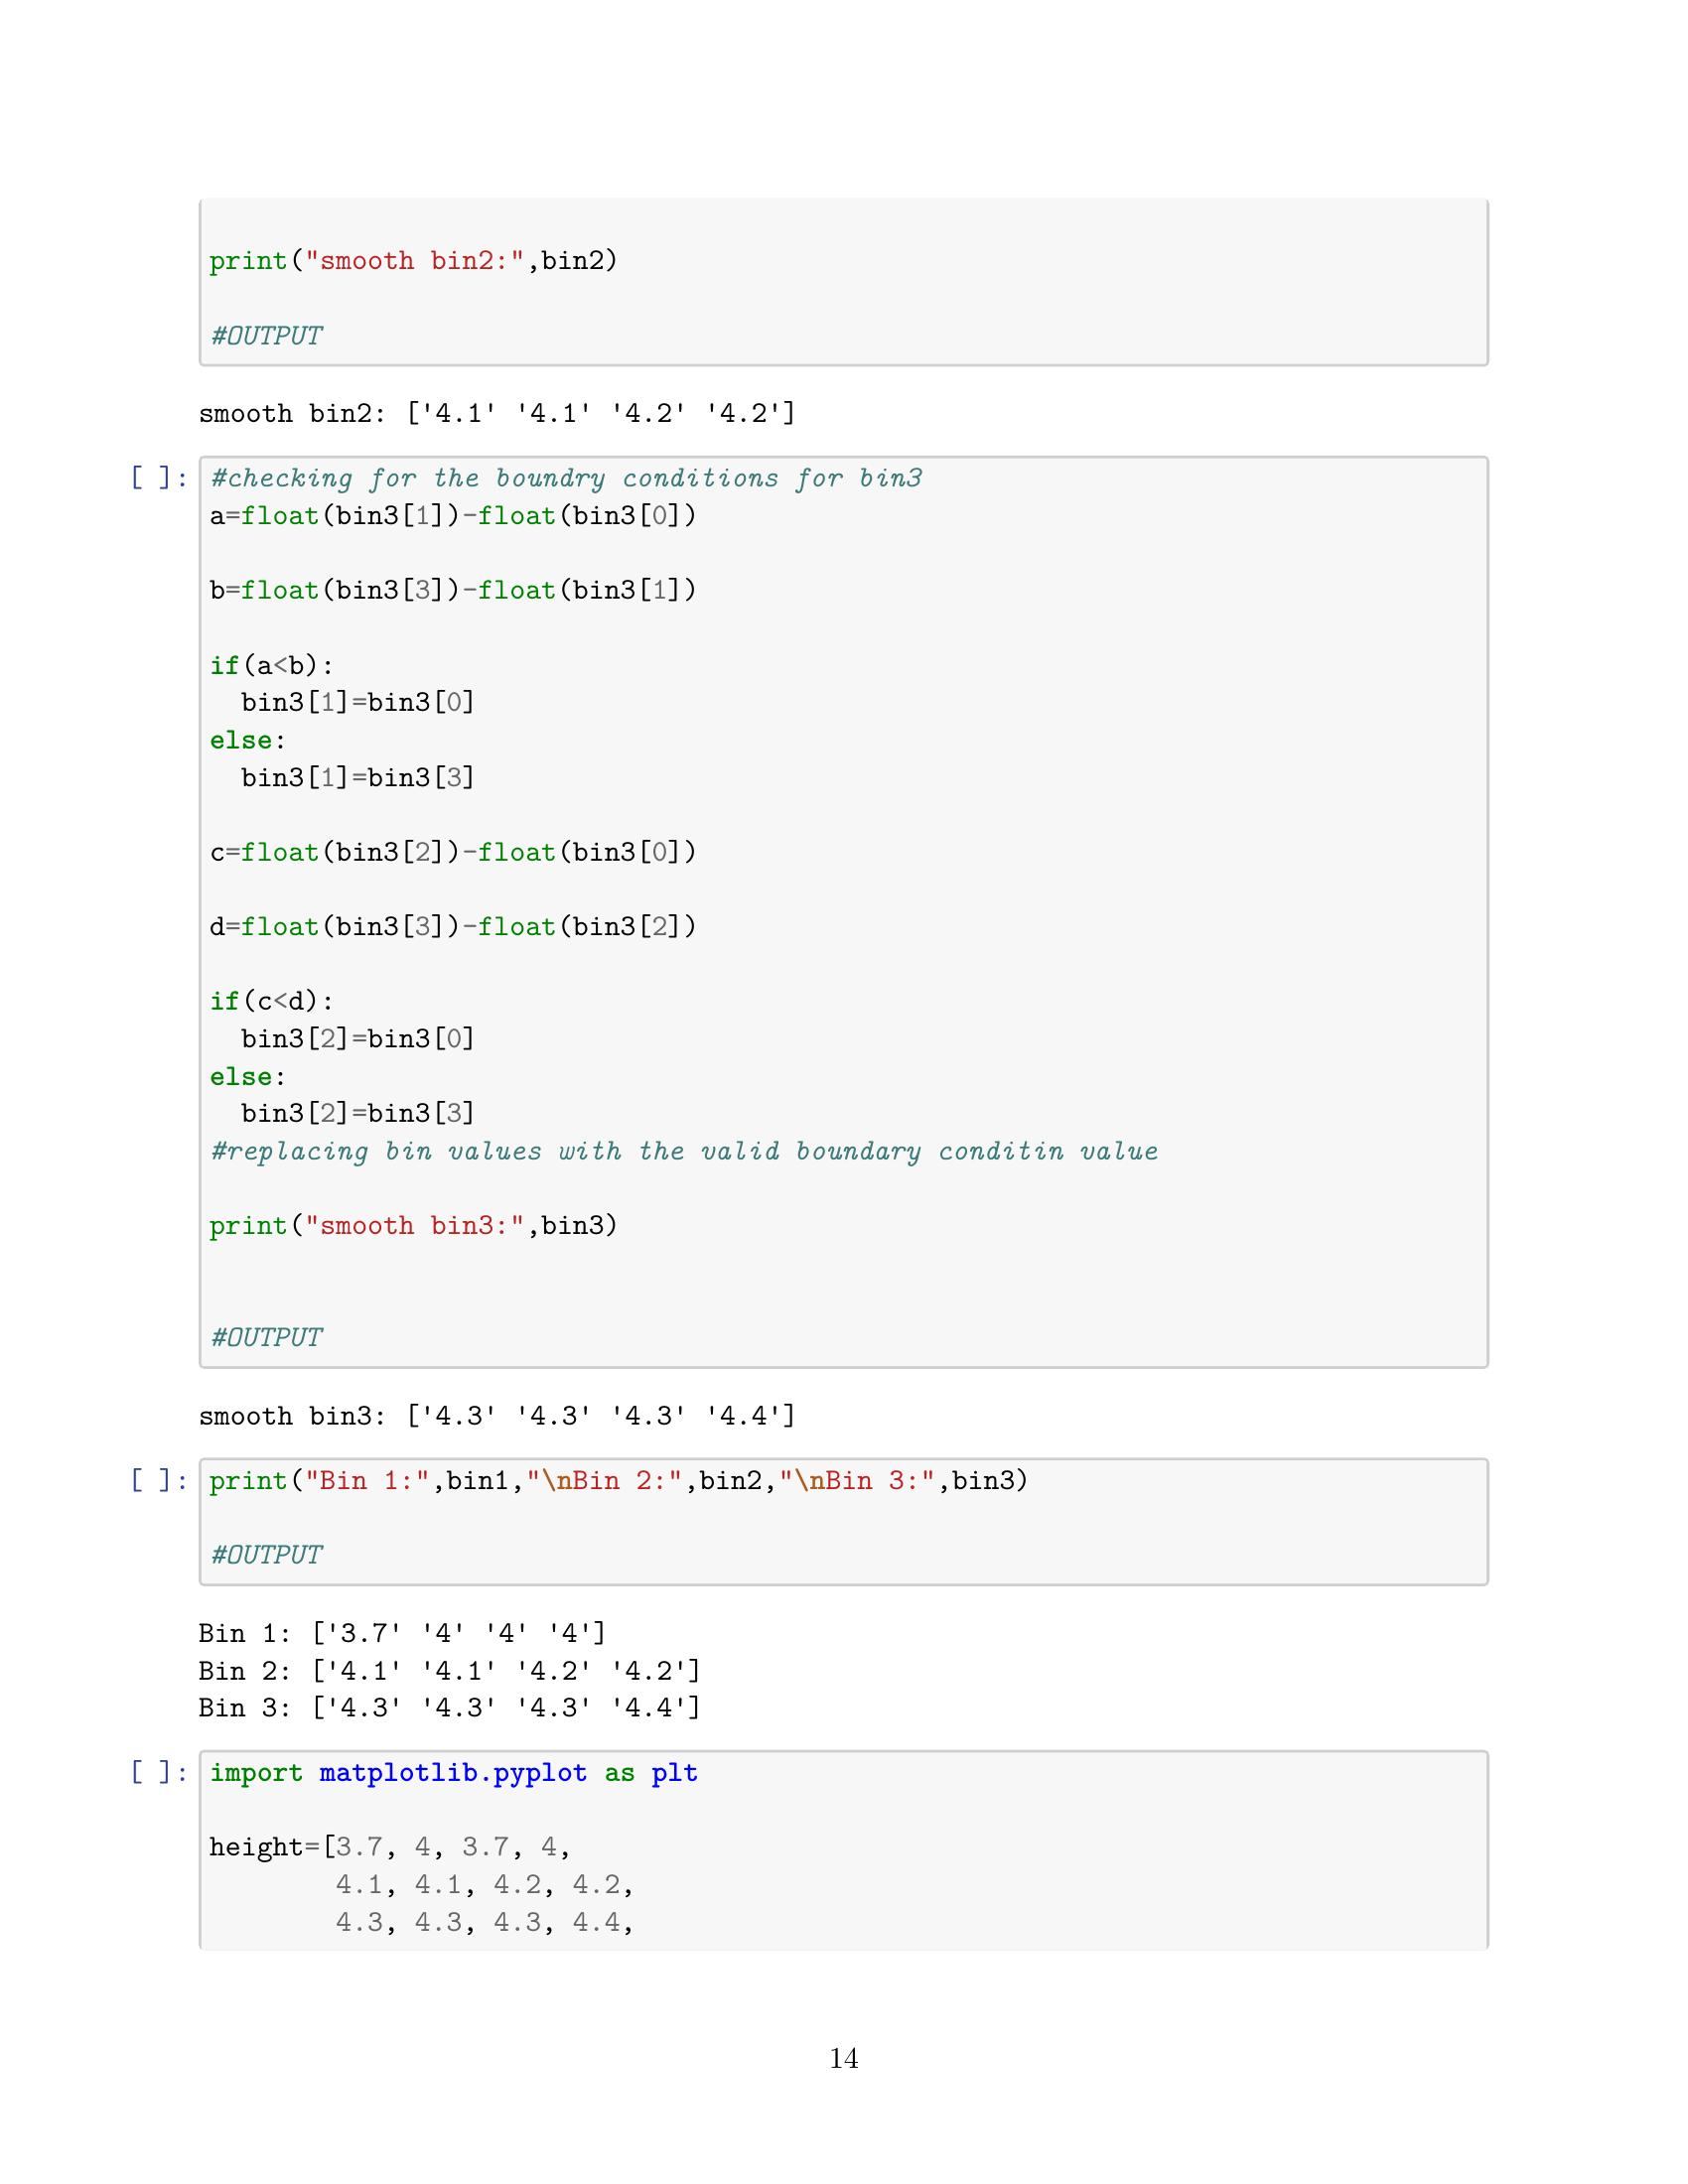 print("smooth bin2:",bin2)
#OUTPUT
smooth bin2: ['4.1' '4.1' '4.2' '4.2']
[ ]: #checking for the boundry conditions for bin3
a=float(bin3[1])-float(bin3[0])
b=float(bin3[3])-float(bin3[1])
if(a<b):
  bin3[1]=bin3[0]
else:
  bin3[1]=bin3[3]
c=float(bin3[2])-float(bin3[0])
d=float(bin3[3])-float(bin3[2])
if(c<d):
  bin3[2]=bin3[0]
else:
  bin3[2]=bin3[3]
#replacing bin values with the valid boundary conditin value
print("smooth bin3:",bin3)
#OUTPUT
smooth bin3: ['4.3' '4.3' '4.3' '4.4']
[ ]: print("Bin 1:",bin1,"\nBin 2:",bin2,"\nBin 3:",bin3)
#OUTPUT
Bin 1: ['3.7' '4' '4' '4']
Bin 2: ['4.1' '4.1' '4.2' '4.2']
Bin 3: ['4.3' '4.3' '4.3' '4.4']
[ ]: import matplotlib.pyplot as plt
height=[3.7, 4, 3.7, 4,
        4.1, 4.1, 4.2, 4.2,
        4.3, 4.3, 4.3, 4.4,
14